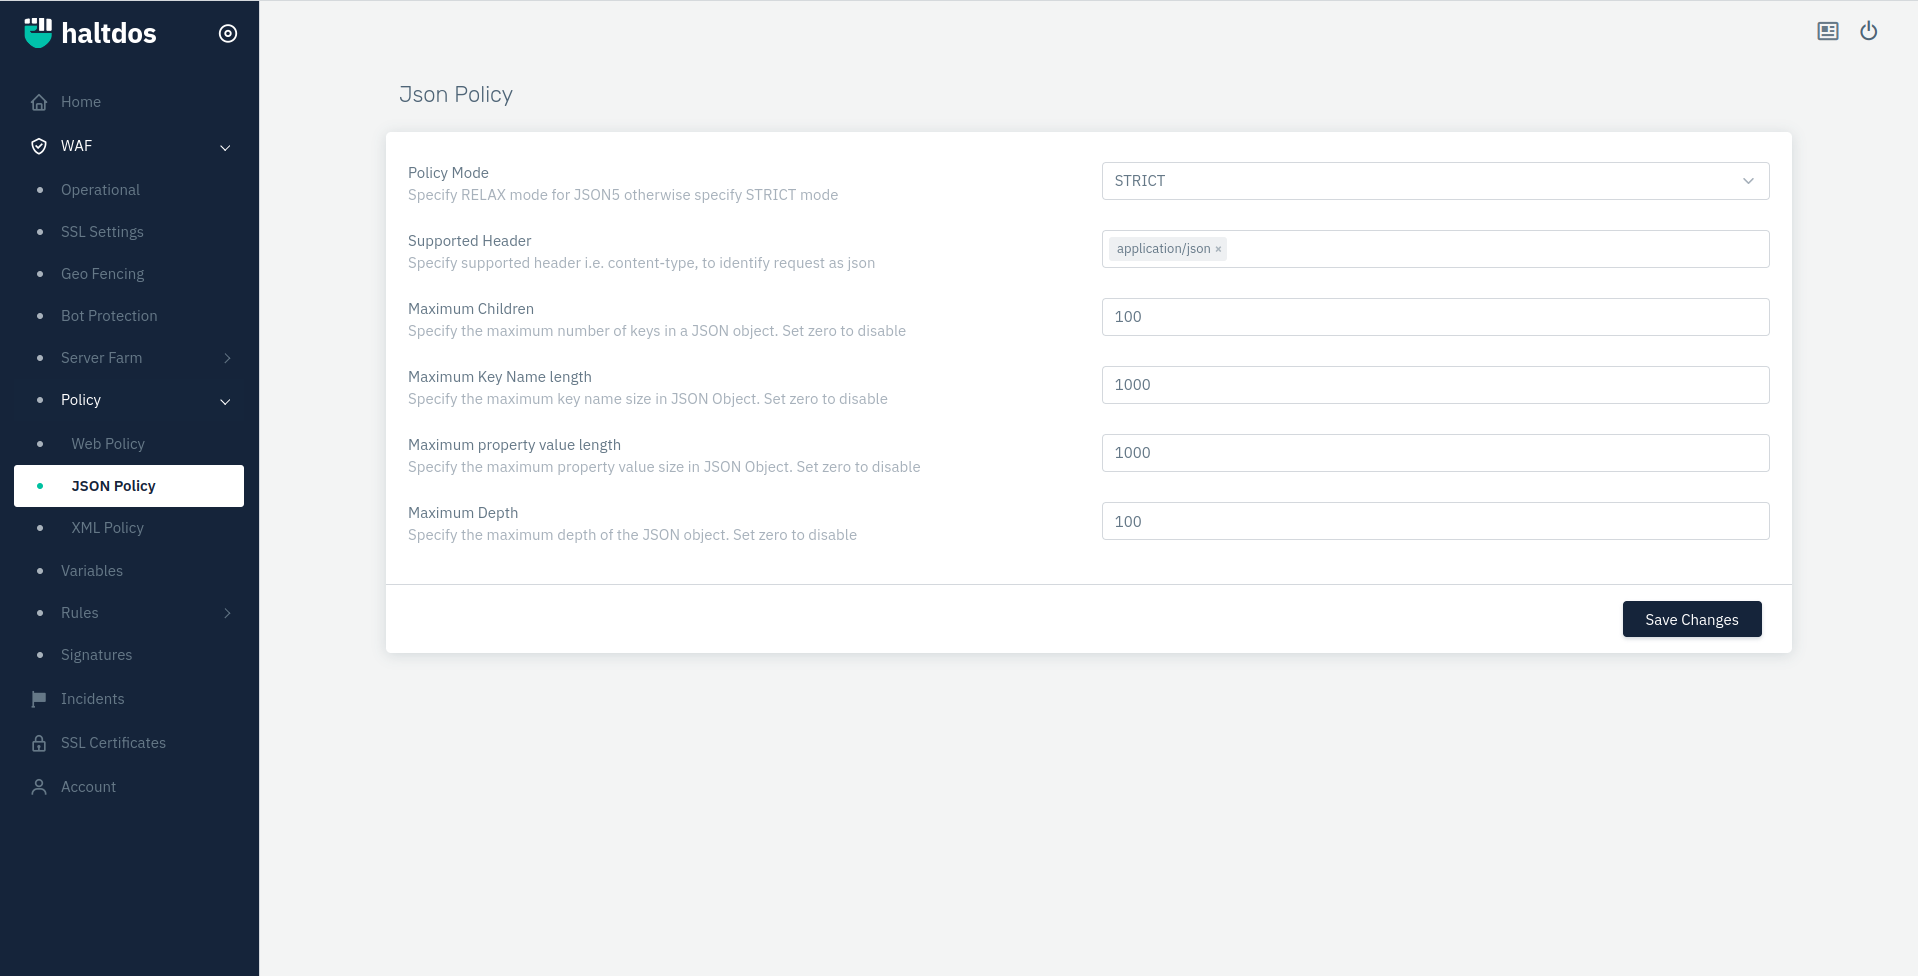 haltdos
Home
WAF
Operational
SSL Settings
Geo Fencing
Bot Protection
Server Farm
Policy
Web Policy
JSON Policy
XML Policy
Variables
Rules
Signatures
Incidents
SSL Certificates
Account
Json Policy
Policy Mode
Specify RELAX mode for JSON5 otherwise specify STRICT mode
STRICT
Supported Header
Specify supported header i.e. content-type, to identify request as json
application/json ×
Maximum Children
Specify the maximum number of keys in a JSON object. Set zero to disable
100
Maximum Key Name length
Specify the maximum key name size in JSON Object. Set zero to disable
1000
Maximum property value length
Specify the maximum property value size in JSON Object. Set zero to disable
1000
Maximum Depth
Specify the maximum depth of the JSON object. Set zero to disable
100
Save Changes